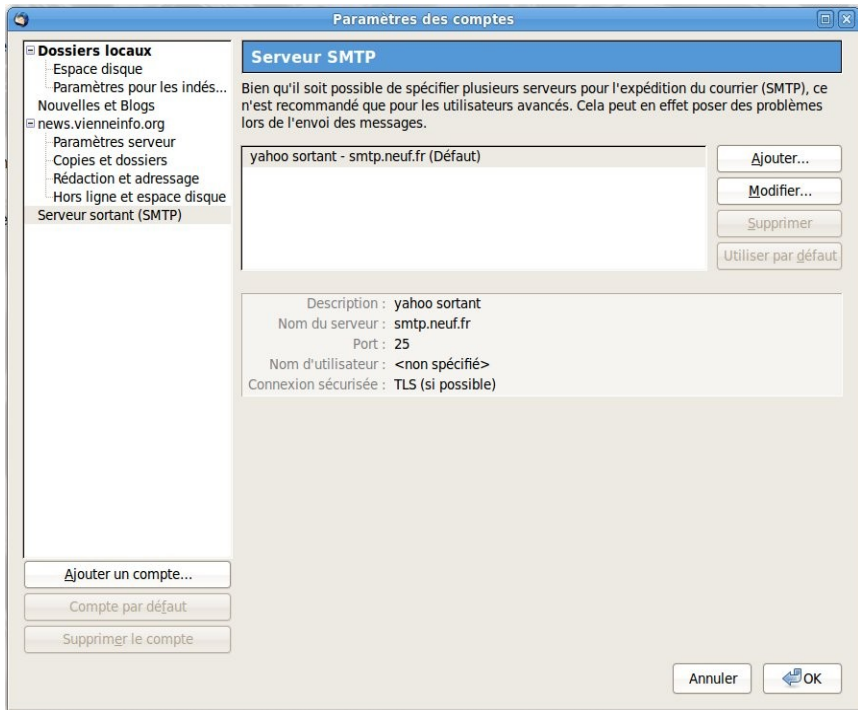 Paramètres des comptes
Dossiers locaux
Espace disque
Paramètres pour les indés...
Nouvelles et Blogs
news.vienneinfo.org
Paramètres serveur
Copies et dossiers
Rédaction et adressage
Hors ligne et espace disque
Serveur sortant (SMTP)
Ajouter un compte...
Compte par défaut
Supprimer le compte
Serveur SMTP
Bien qu'il soit possible de spécifier plusieurs serveurs pour l'expédition du courrier (SMTP), ce
n'est recommandé que pour les utilisateurs avancés. Cela peut en effet poser des problèmes
lors de l'envoi des messages.
yahoo sortant - smtp.neuf.fr (Défaut)
Ajouter...
Modifier...
Supprimer
Utiliser par défaut
Description : yahoo sortant
Nom du serveur : smtp.neuf.fr
Port : 25
Nom d'utilisateur : <non spécifié>
Connexion sécurisée : TLS (si possible)
Annuler
OK